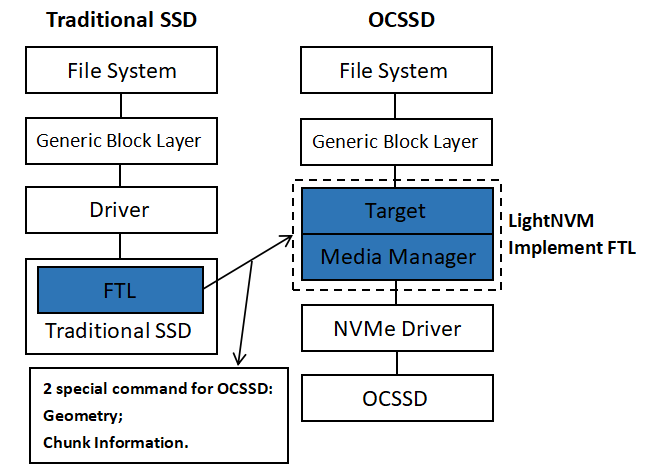 Traditional SSD
File System
Generic Block Layer
Driver
FTL
Traditional SSD
2 special command for OCSSD:
Geometry;
Chunk Information.
OCSSD
File System
Generic Block Layer
Target
Media Manager
LightNVM
Implement FTL
NVMe Driver
OCSSD